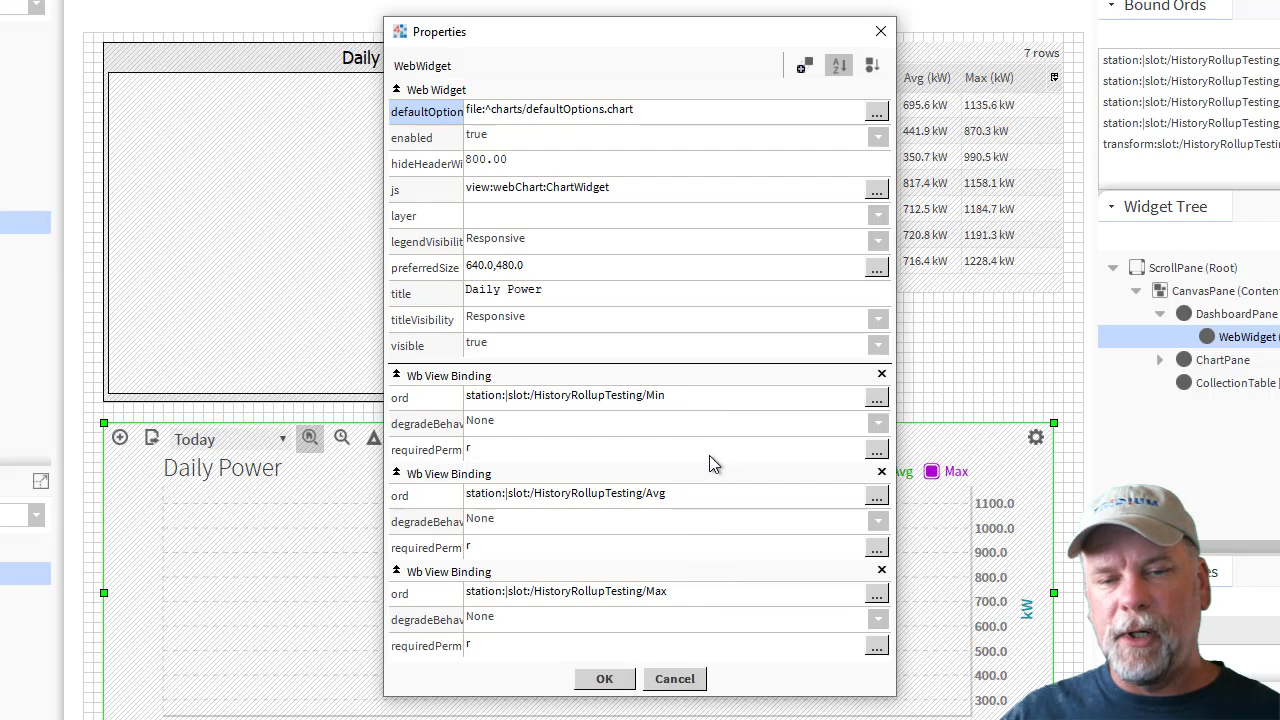 Properties
WebWidget
Web Widget
defaultOption file:^charts/defaultOptions.chart ...
enabled true
hideHeaderWi 800.00
js view:webChart:ChartWidget ...
layer
legendVisibilit Responsive
preferredSize 640.0,480.0 ...
title Daily Power
titleVisibility Responsive
visible true
Wb View Binding
ord station:|slot:/HistoryRollupTesting/Min ...
degradeBehav None
requiredPerm r ...
Wb View Binding
ord station:|slot:/HistoryRollupTesting/Avg ...
degradeBehav None
requiredPerm r ...
Wb View Binding
ord station:|slot:/HistoryRollupTesting/Max ...
degradeBehav None
requiredPerm r ...
OK Cancel
Daily
7 rows
Avg (kW) Max (kW)
695.6 kW 1135.6 kW
441.9 kW 870.3 kW
350.7 kW 990.5 kW
817.4 kW 1158.1 kW
712.5 kW 1184.7 kW
720.8 kW 1191.3 kW
716.4 kW 1228.4 kW
Today
Daily Power
Avg Max
1100.0
1000.0
900.0
800.0
700.0
600.0
500.0
400.0
300.0
kW
Bound Ords
station:|slot:/HistoryRollupTesting
station:|slot:/HistoryRollupTesting
station:|slot:/HistoryRollupTesting
station:|slot:/HistoryRollupTesting
transform:slot:/HistoryRollupTesti
Widget Tree
ScrollPane (Root)
CanvasPane (Conten
DashboardPane
WebWidget (
ChartPane
CollectionTable [